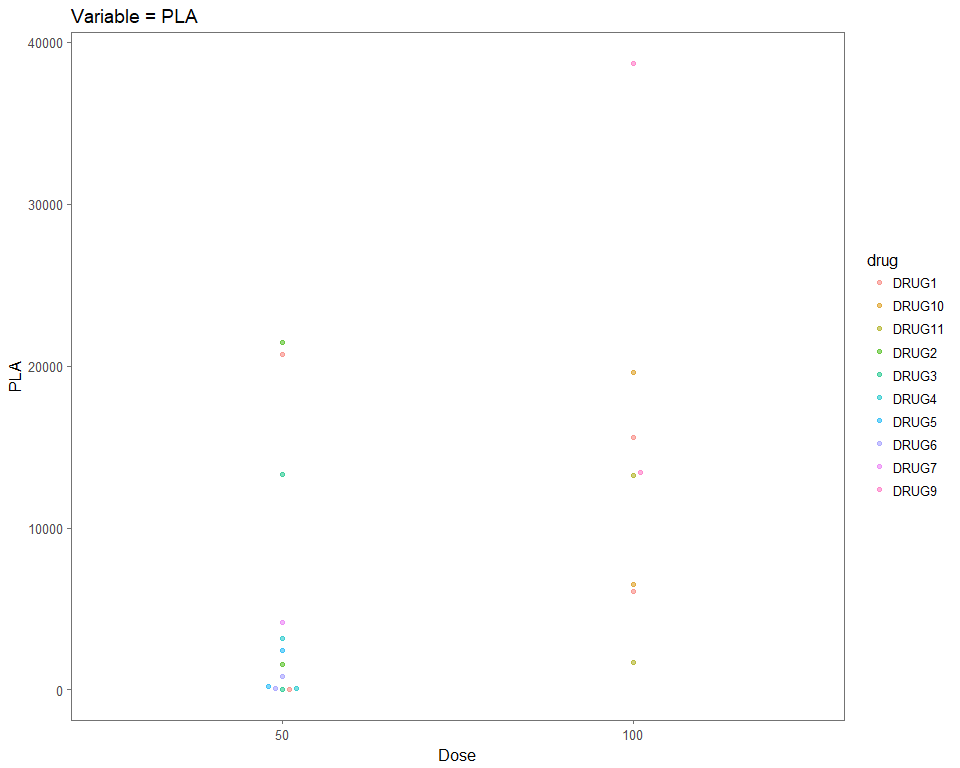 Variable = PLA
40000
30000
20000
10000
0
PLA
50
100
Dose
drug
DRUG1
DRUG10
DRUG11
DRUG2
DRUG3
DRUG4
DRUG5
DRUG6
DRUG7
DRUG9